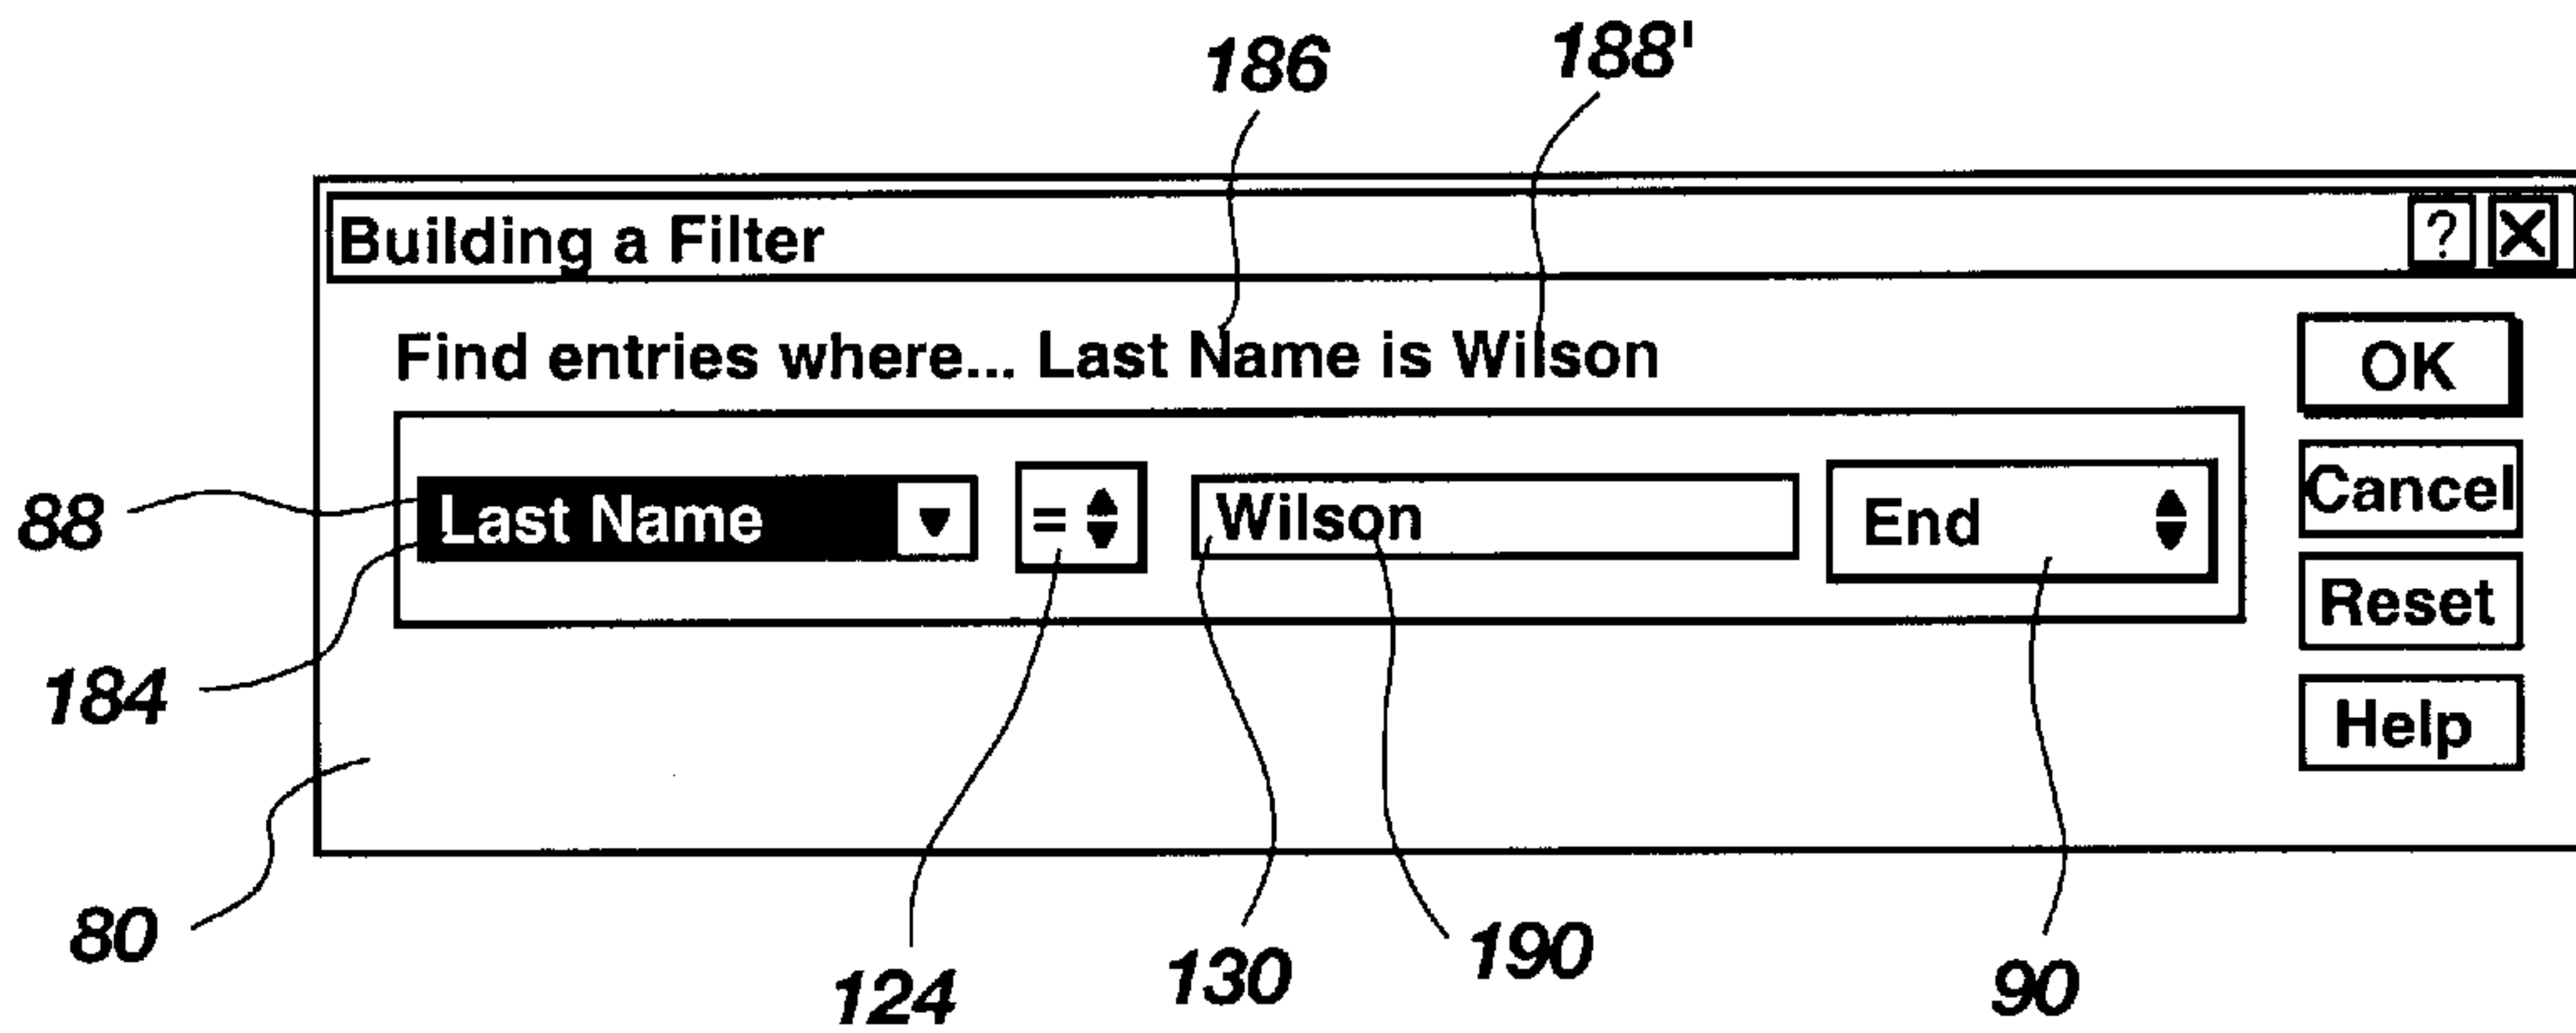 186 188'
Building a Filter ? X
Find entries where... Last Name is Wilson
OK
88 Last Name = Wilson End
Cancel
Reset
184
Help
80
124 130 190 90